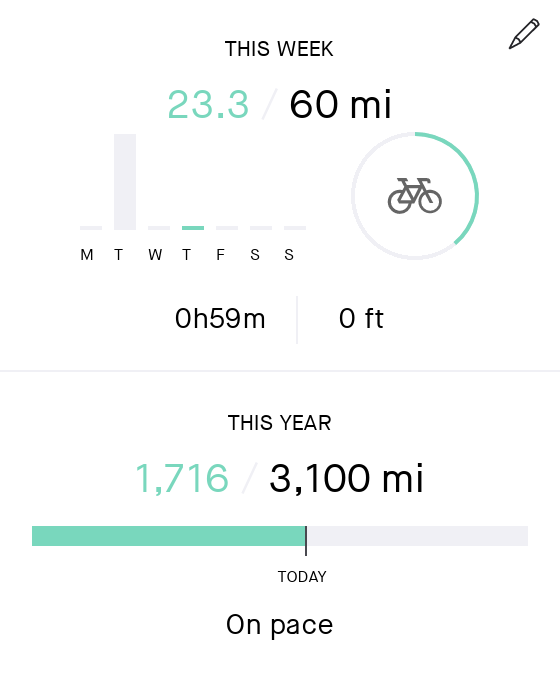 THIS WEEK
23.3 / 60 mi
M T W T F S S
0h59m 0 ft
THIS YEAR
1,716 / 3,100 mi
TODAY
On pace